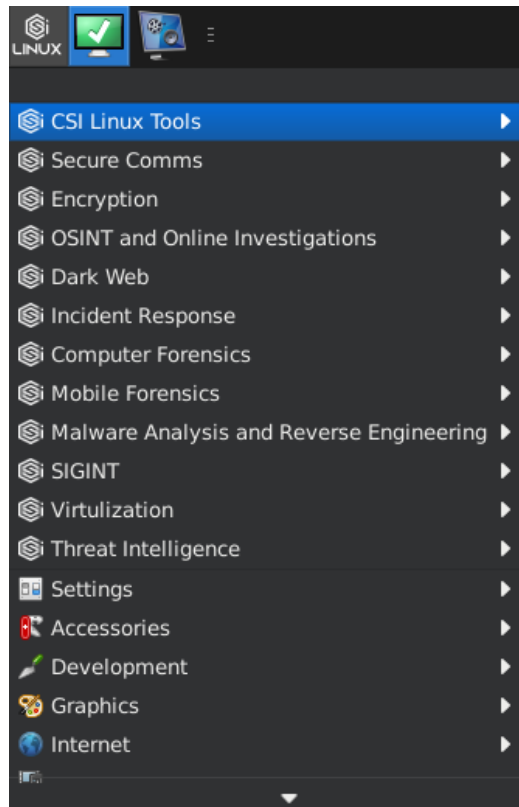 Si
LINUX
CSI Linux Tools
Secure Comms
Encryption
OSINT and Online Investigations
Dark Web
Incident Response
Computer Forensics
Mobile Forensics
Malware Analysis and Reverse Engineering
SIGINT
Virtulization
Threat Intelligence
Settings
Accessories
Development
Graphics
Internet